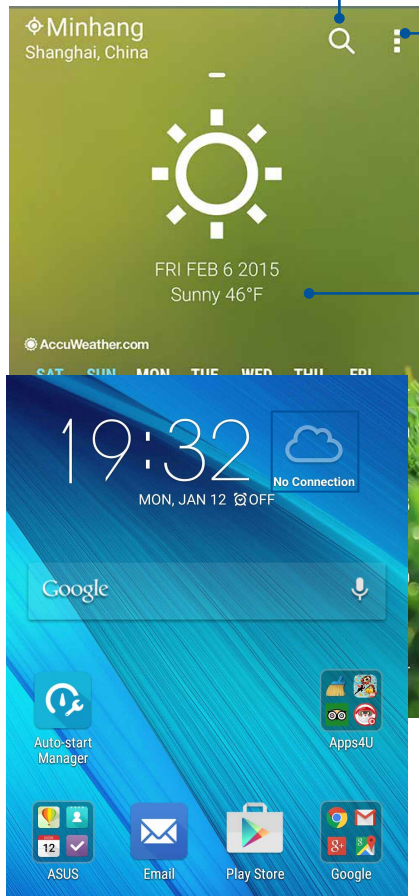 Minhang
Shanghai, China
FRI FEB 6 2015
Sunny 46°F
AccuWeather.com
SAT SUN MON TUE WED THU FRI
19:32
No Connection
MON, JAN 12 OFF
Google
Auto-start
Manager
Apps4U
12
8+
ASUS
Email
Play Store
Google